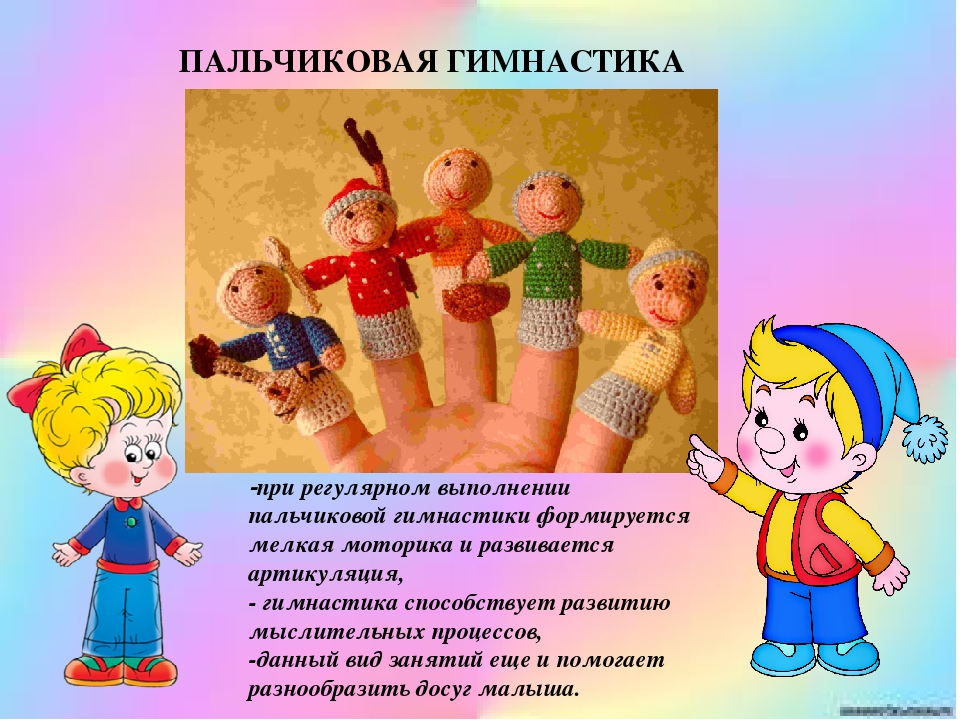 ПАЛЬЧИКОВАЯ ГИМНАСТИКА
-при регулярном выполнении
пальчиковой гимнастики формируется
мелкая моторика и развивается
артикуляция,
- гимнастика способствует развитию
мыслительных процессов,
-данный вид занятий еще и помогает
разнообразить досуг малыша.